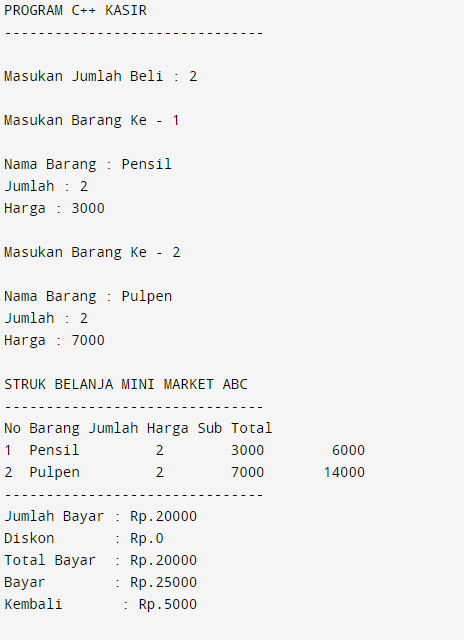 PROGRAM C++ KASIR
-------------------------------
Masukan Jumlah Beli : 2
Masukan Barang Ke - 1
Nama Barang : Pensil
Jumlah : 2
Harga : 3000
Masukan Barang Ke - 2
Nama Barang : Pulpen
Jumlah : 2
Harga : 7000
STRUK BELANJA MINI MARKET ABC
-------------------------------
No Barang Jumlah Harga Sub Total
1  Pensil         2        3000        6000
2  Pulpen         2        7000       14000
-------------------------------
Jumlah Bayar : Rp.20000
Diskon       : Rp.0
Total Bayar  : Rp.20000
Bayar        : Rp.25000
Kembali       : Rp.5000